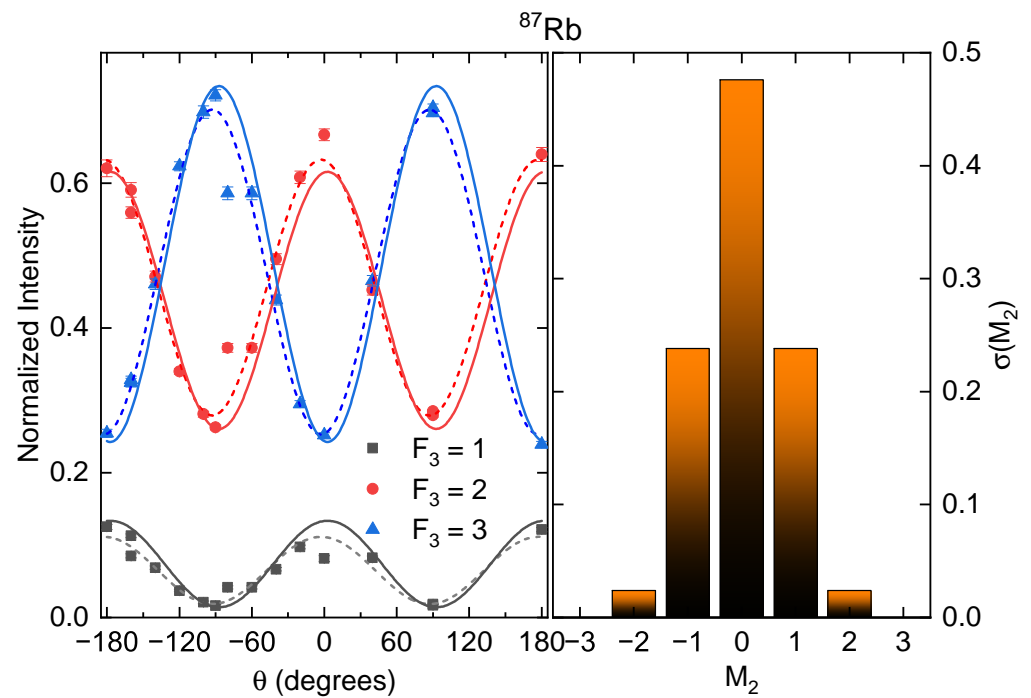 ⁸⁷Rb
Normalized Intensity
0.6
0.4
0.2
0.0
−180 −120 −60 0 60 120 180
θ (degrees)
F₃ = 1
F₃ = 2
F₃ = 3
0.5
0.4
0.3
0.2
0.1
0.0
σ(M₂)
−3 −2 −1 0 1 2 3
M₂